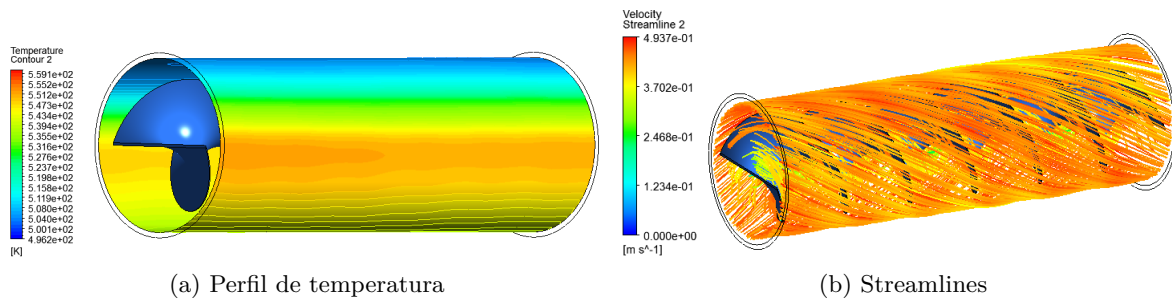 Temperature
Contour 2
5.591e+02
5.552e+02
5.512e+02
5.473e+02
5.434e+02
5.394e+02
5.355e+02
5.316e+02
5.276e+02
5.237e+02
5.198e+02
5.158e+02
5.119e+02
5.080e+02
5.040e+02
5.001e+02
4.962e+02
[K]
(a) Perfil de temperatura
Velocity
Streamline 2
4.937e-01
3.702e-01
2.468e-01
1.234e-01
0.000e+00
[m s^-1]
(b) Streamlines